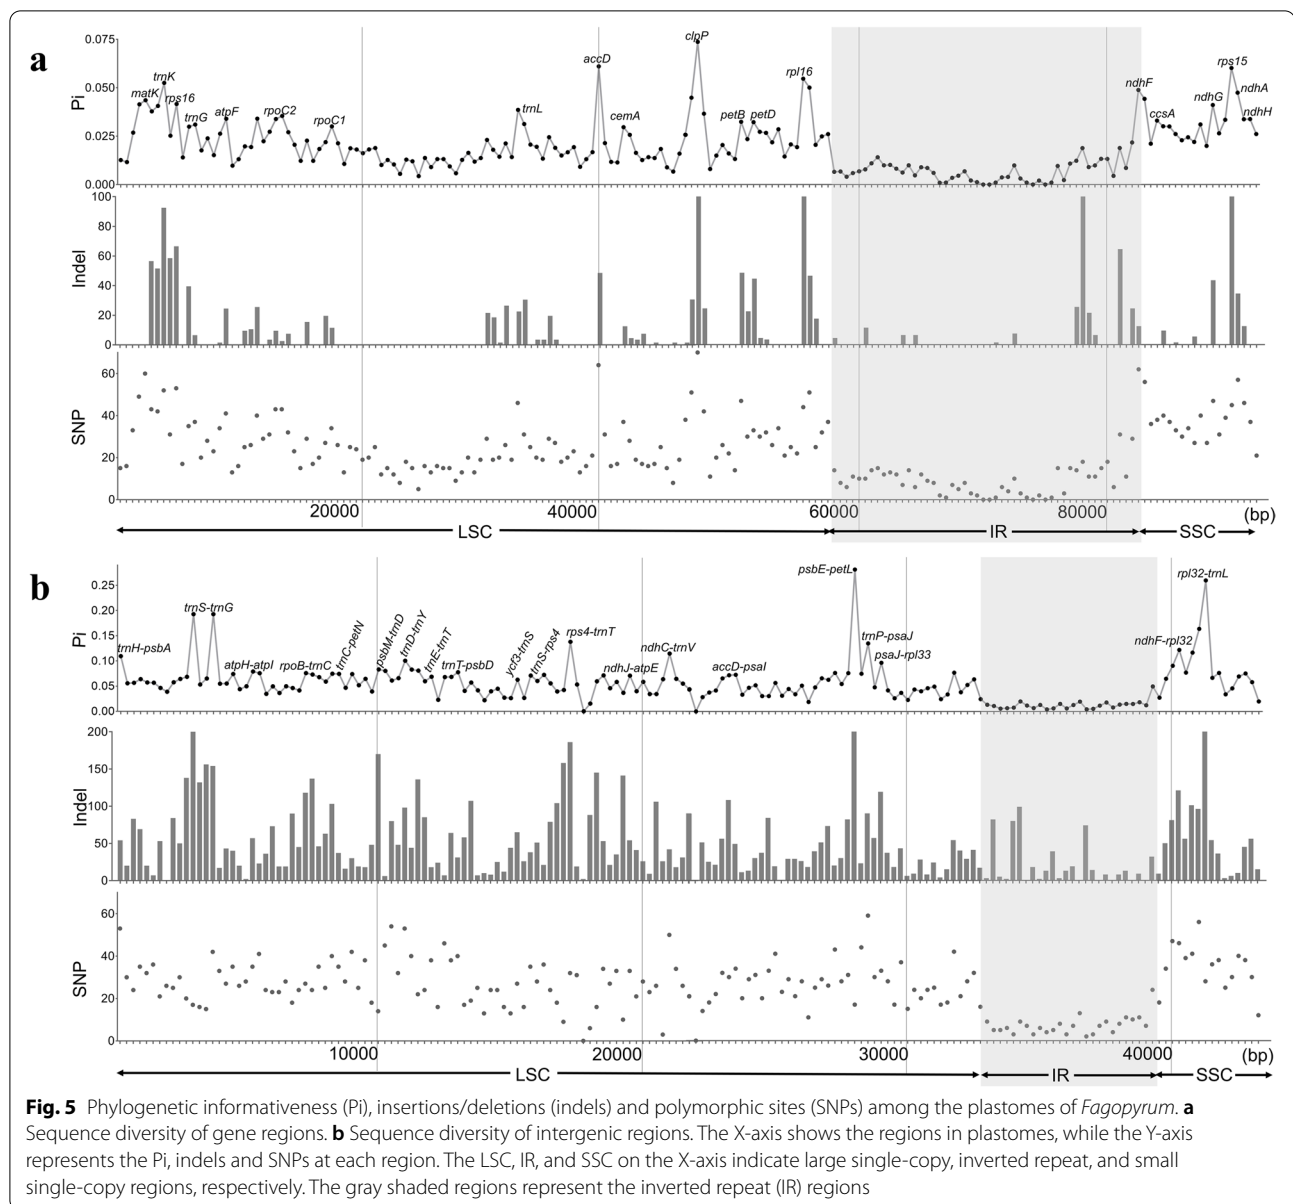 a
Pi
0.075
0.050
0.025
0.000
matK
trnK
rps16
trnG
atpF
rpoC2
rpoC1
trnL
accD
cemA
clpP
petB
petD
rpl16
ndhF
ccsA
ndhG
rps15
ndhA
ndhH
Indel
100
80
60
40
20
0
SNP
60
40
20
0
20000
40000
60000
80000
(bp)
LSC
IR
SSC
b
Pi
0.25
0.20
0.15
0.10
0.05
0.00
trnH-psbA
trnS-trnG
atpH-atpI
rpoB-trnC
trnC-petN
psbM-trnD
trnD-trnY
trnE-trnT
trnT-psbD
ycf3-trnS
trnS-rps4
rps4-trnT
ndhJ-atpE
ndhC-trnV
accD-psaI
psbE-petL
trnP-psaJ
psaJ-rpl33
ndhF-rpl32
rpl32-trnL
Indel
200
150
100
50
0
SNP
60
40
20
0
10000
20000
30000
40000
(bp)
LSC
IR
SSC
Fig. 5 Phylogenetic informativeness (Pi), insertions/deletions (indels) and polymorphic sites (SNPs) among the plastomes of Fagopyrum. a
Sequence diversity of gene regions. b Sequence diversity of intergenic regions. The X-axis shows the regions in plastomes, while the Y-axis
represents the Pi, indels and SNPs at each region. The LSC, IR, and SSC on the X-axis indicate large single-copy, inverted repeat, and small
single-copy regions, respectively. The gray shaded regions represent the inverted repeat (IR) regions